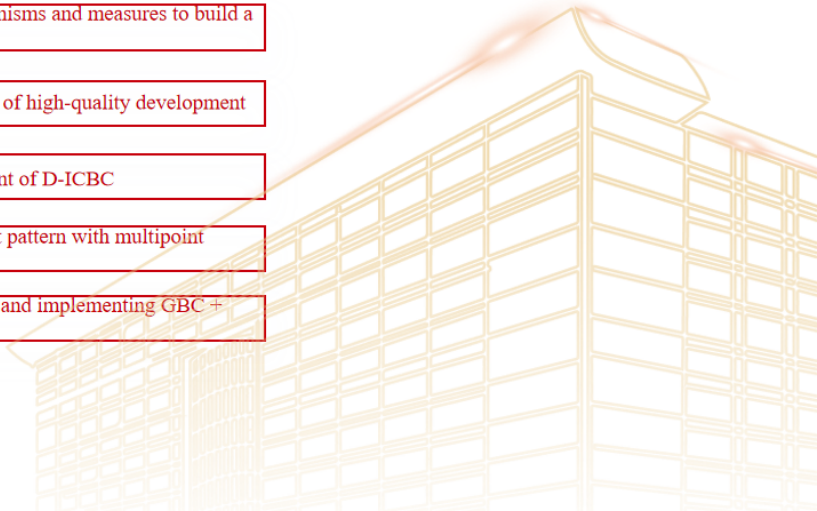 nisms and measures to build a
of high-quality development
nt of D-ICBC
pattern with multipoint
and implementing GBC +